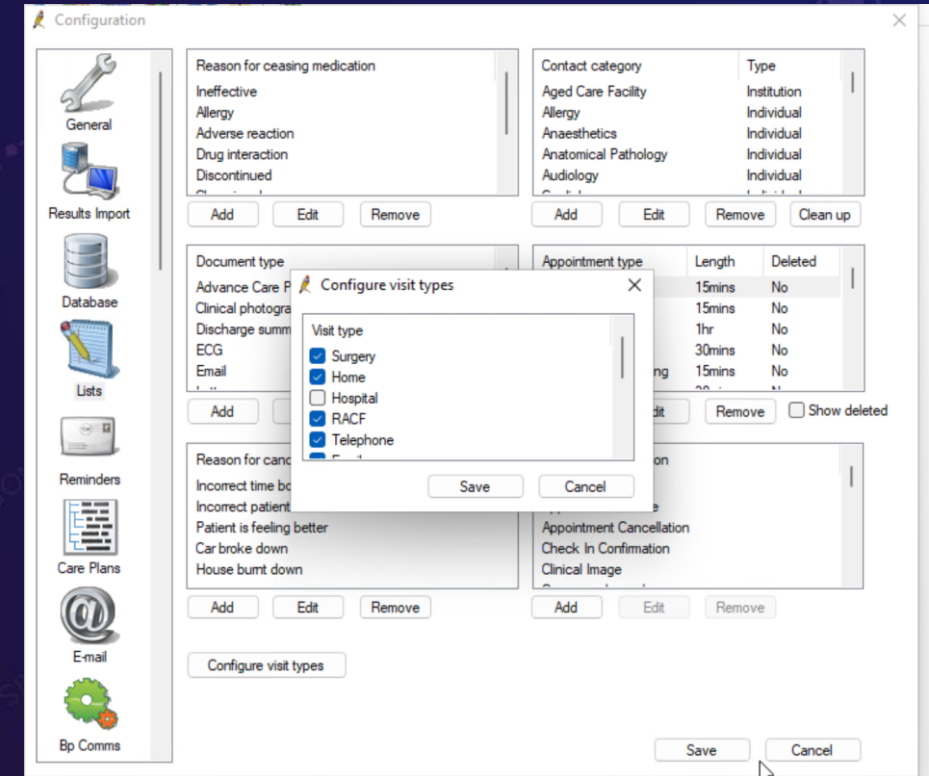 Configuration
General
Results Import
Database
Lists
Reminders
Care Plans
E-mail
Bp Comms
Reason for ceasing medication
Ineffective
Allergy
Adverse reaction
Drug interaction
Discontinued
Add Edit Remove
Contact category Type
Aged Care Facility Institution
Allergy Individual
Anaesthetics Individual
Anatomical Pathology Individual
Audiology Individual
Add Edit Remove Clean up
Document type
Advance Care P
Clinical photogra
Discharge summ
ECG
Email
Add
Appointment type Length Deleted
15mins No
15mins No
1hr No
30mins No
ng 15mins No
dit Remove Show deleted
Configure visit types
Visit type
Surgery
Home
Hospital
RACF
Telephone
Save Cancel
Reason for canc
Incorrect time bo
Incorrect patient
Patient is feeling better
Car broke down
House burnt down
Add Edit Remove
on
Appointment Cancellation
Check In Confirmation
Clinical Image
Add Edit Remove
Configure visit types
Save Cancel